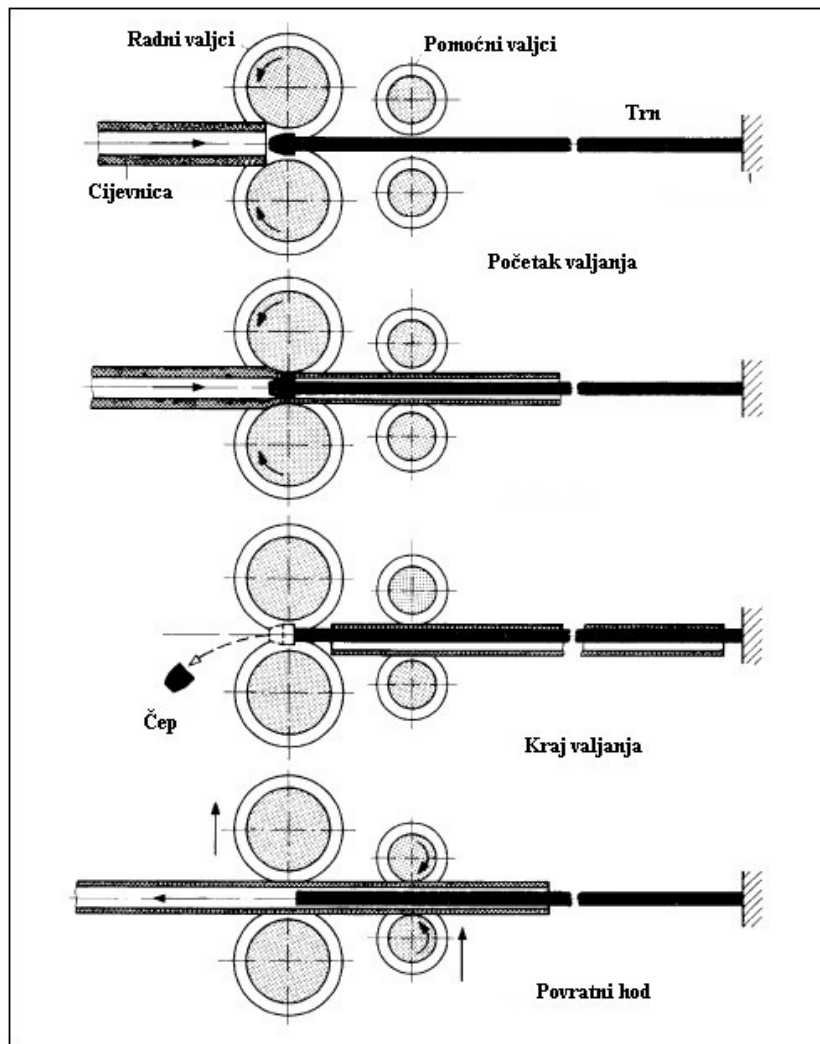 Radni valjci
Pomoćni valjci
Trn
Cijevnica
Početak valjanja
Čep
Kraj valjanja
Povratni hod